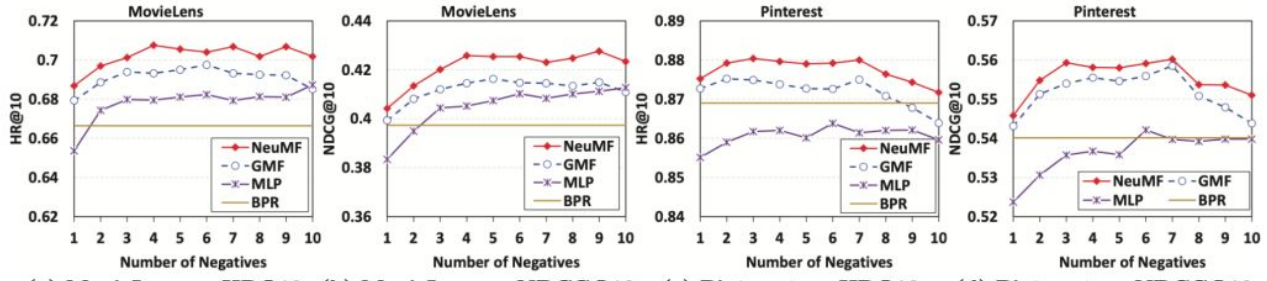 MovieLens
0.72
0.7
0.68
0.66
0.64
0.62
HR@10
NeuMF
GMF
MLP
BPR
1 2 3 4 5 6 7 8 9 10
Number of Negatives
MovieLens
0.44
0.42
0.4
0.38
0.36
NDCG@10
NeuMF
GMF
MLP
BPR
1 2 3 4 5 6 7 8 9 10
Number of Negatives
Pinterest
0.89
0.88
0.87
0.86
0.85
0.84
HR@10
NeuMF
GMF
MLP
BPR
1 2 3 4 5 6 7 8 9 10
Number of Negatives
Pinterest
0.57
0.56
0.55
0.54
0.53
0.52
NDCG@10
NeuMF GMF
MLP BPR
1 2 3 4 5 6 7 8 9 10
Number of Negatives